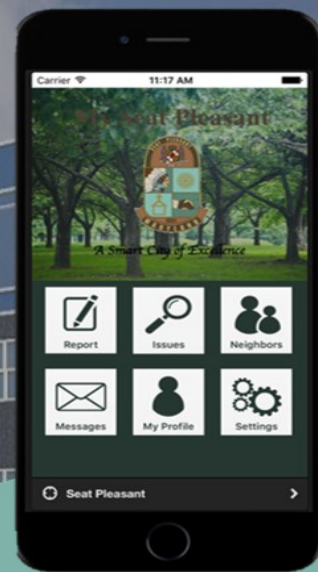 Carrier 11:17 AM
My Seat Pleasant
A Smart City of Excellence
Report Issues Neighbors
Messages My Profile Settings
Seat Pleasant